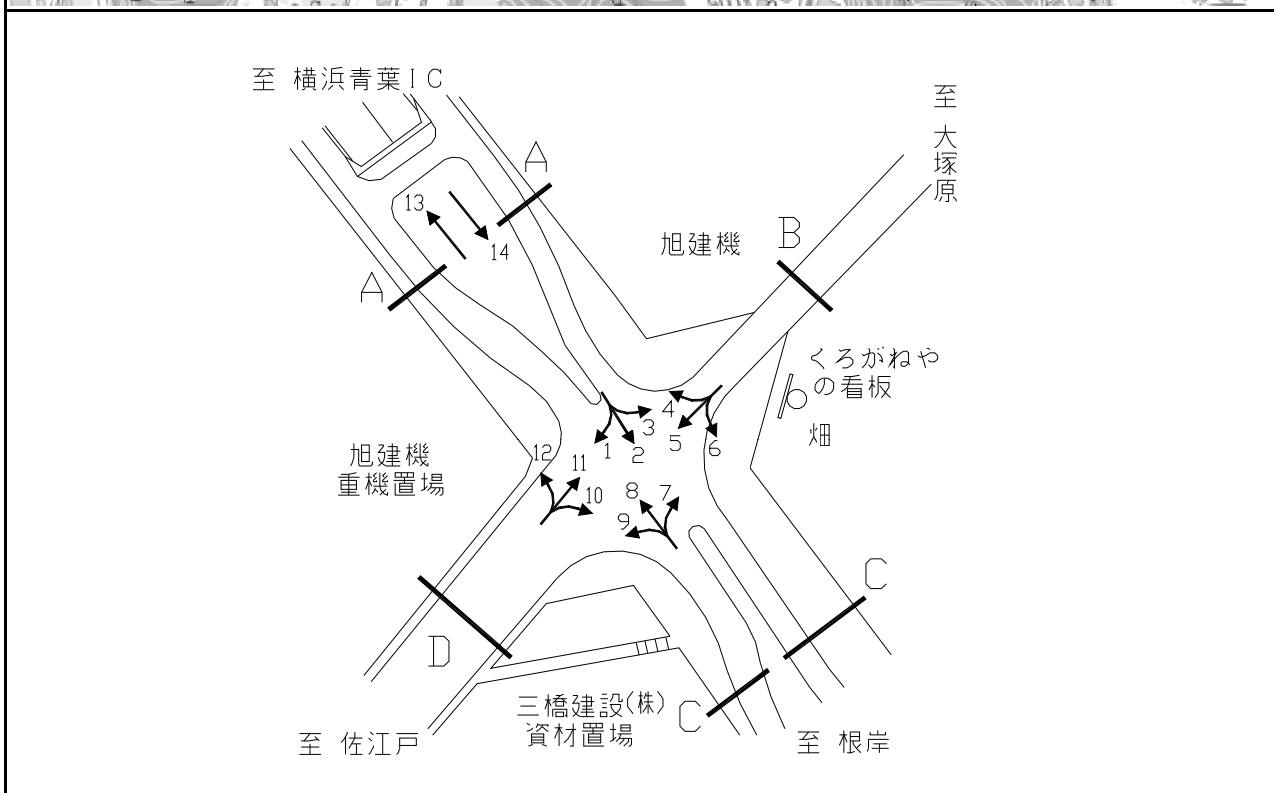 至 横浜青葉IC
至 大塚原
A
13
14
A
旭建機
B
くろがねや
の看板
畑
4
3
5
6
1
2
12
11
10
8
7
9
旭建機
重機置場
C
D
C
三橋建設(株)
資材置場
至 佐江戸
至 根岸